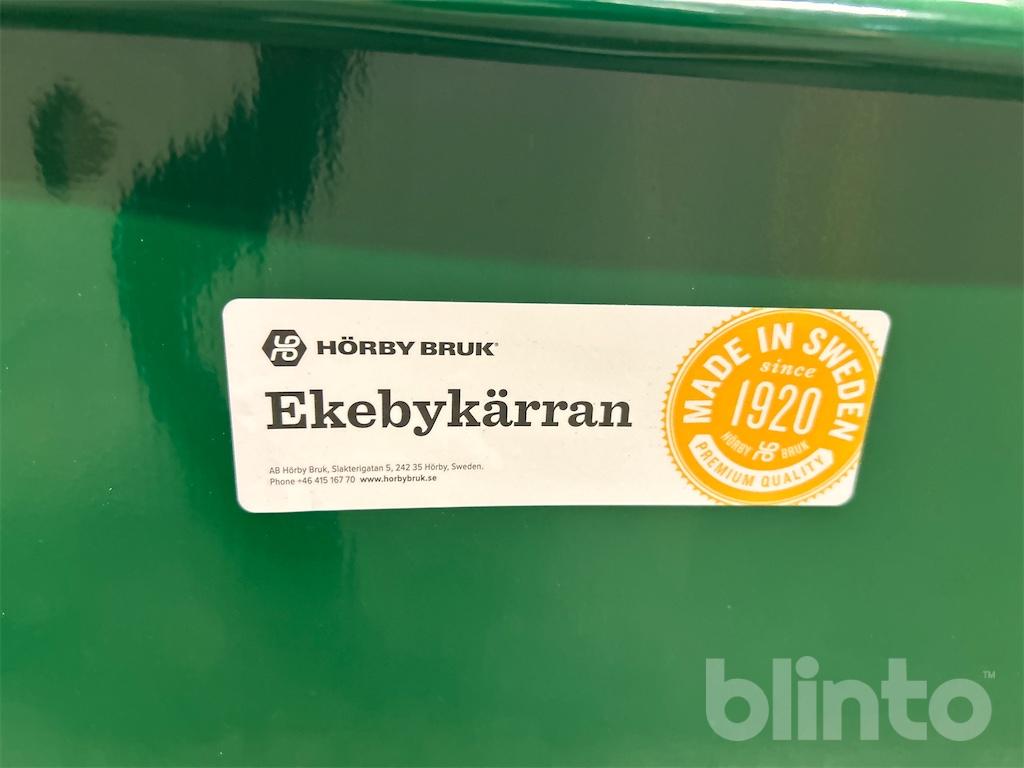 HÖRBY BRUK®
Ekebykärran
AB Hörby Bruk, Slakterigatan 5, 242 35 Hörby, Sweden.
Phone +46 415 167 70 www.horbybruk.se
MADE IN SWEDEN
since
1920
HÖRBY BRUK
PREMIUM QUALITY
blinto™